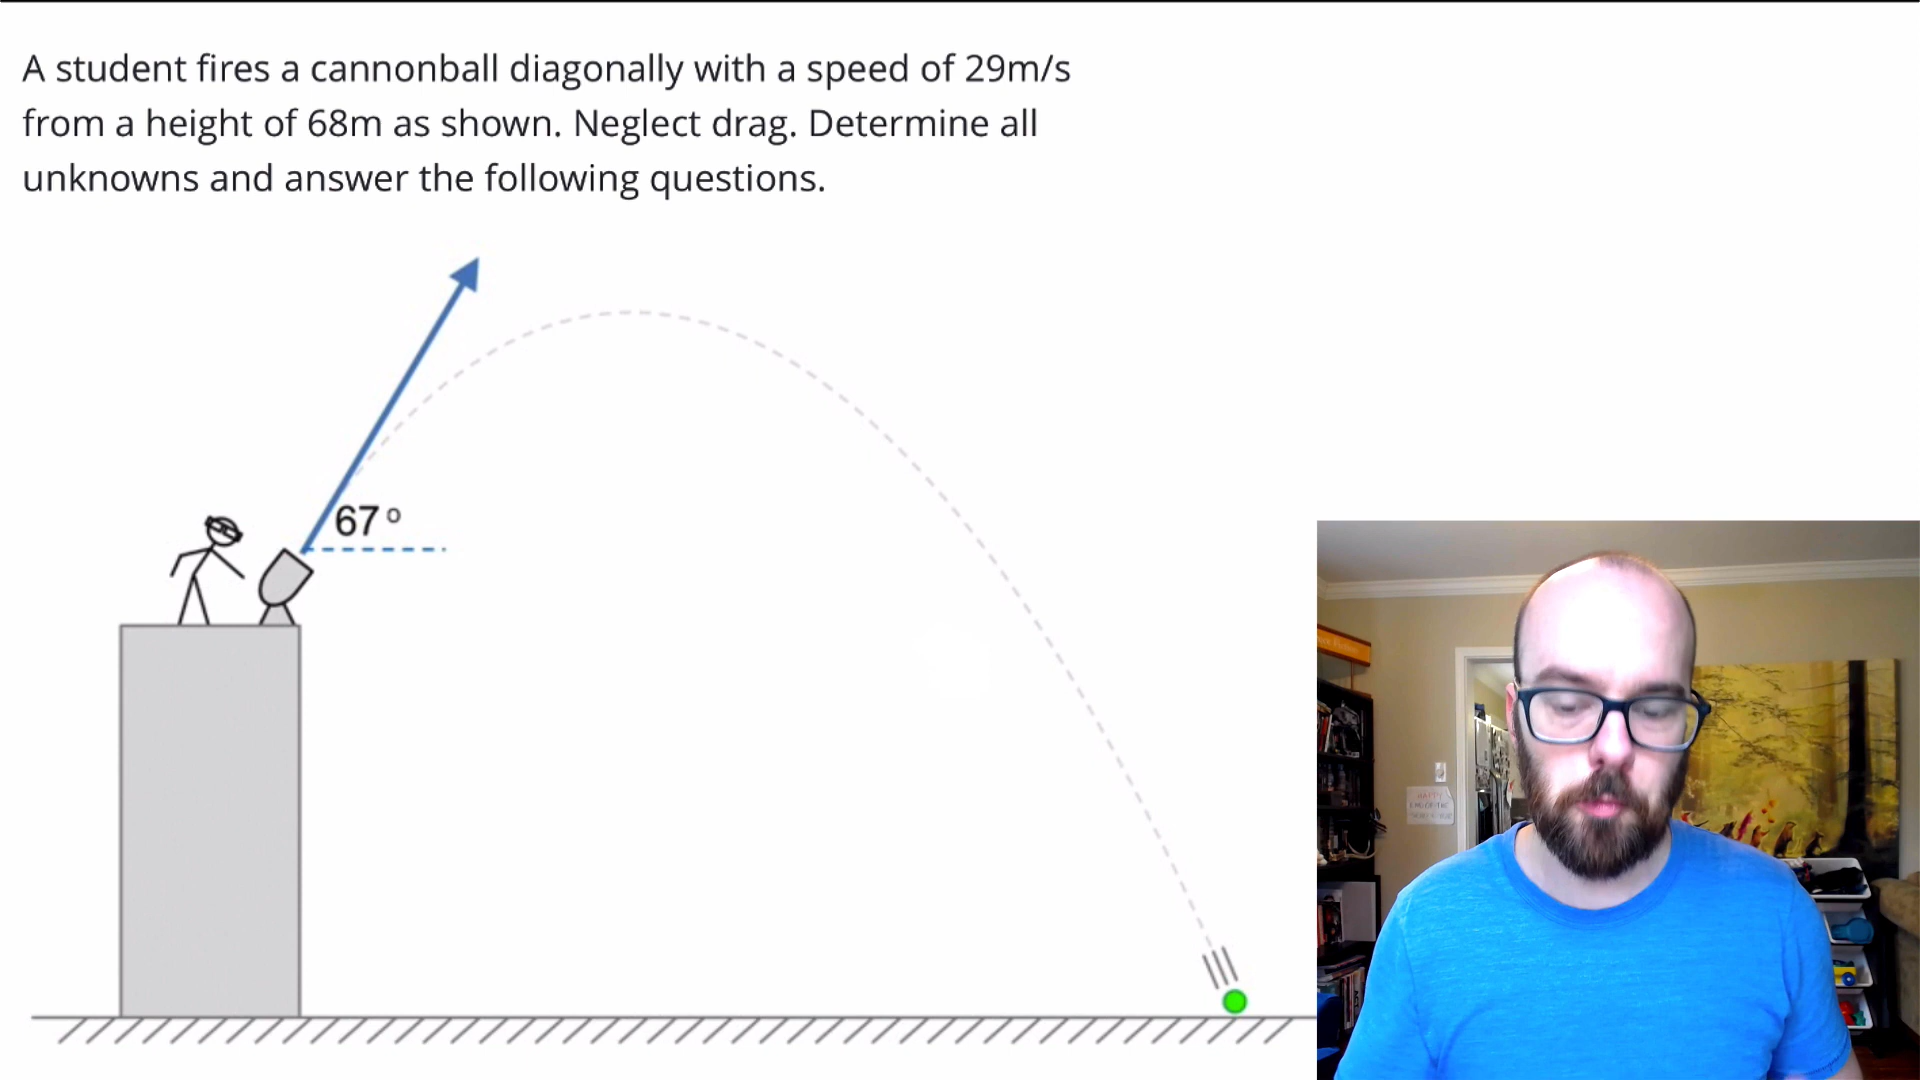 A student fires a cannonball diagonally with a speed of 29m/s
from a height of 68m as shown. Neglect drag. Determine all
unknowns and answer the following questions.
67°
HAPPY